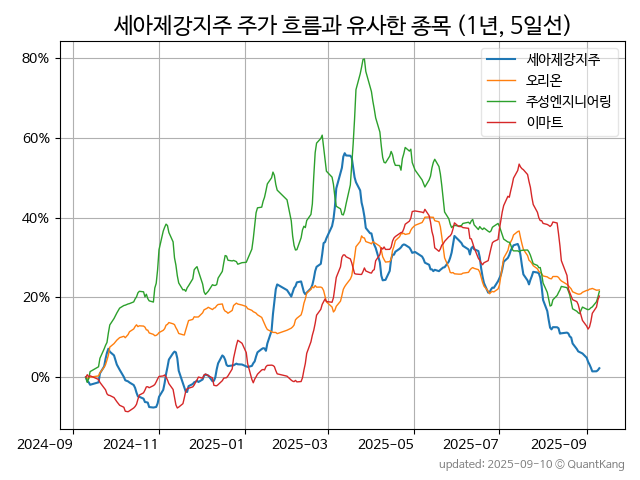 세아제강지주 주가 흐름과 유사한 종목 (1년, 5일선)
세아제강지주
오리온
주성엔지니어링
이마트
80%
60%
40%
20%
0%
2024-09 2024-11 2025-01 2025-03 2025-05 2025-07 2025-09
updated: 2025-09-10 © QuantKang